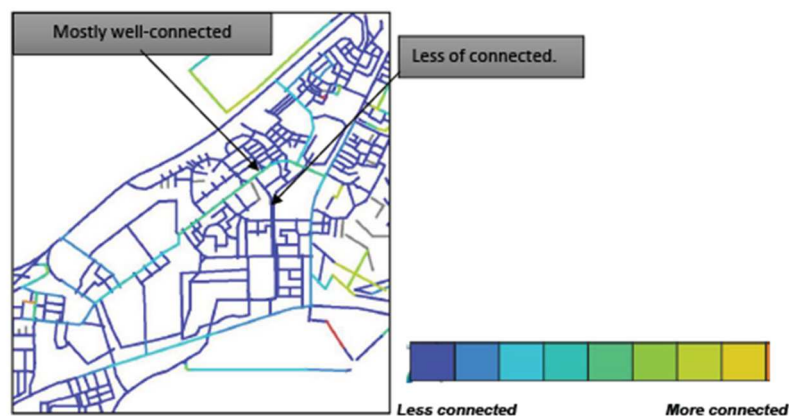 Mostly well-connected
Less of connected.
Less connected
More connected